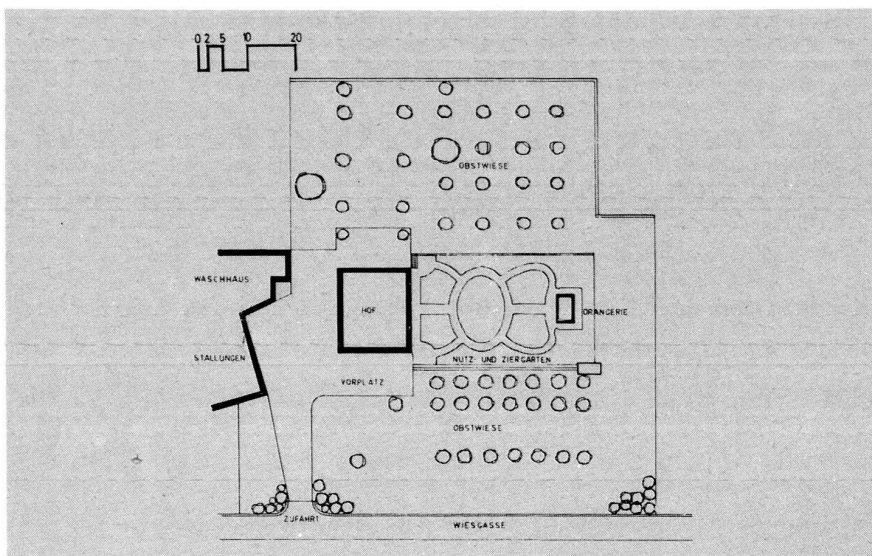 0 2 5 10 20
OBSTWIESE
WASCHHAUS
HOF
ORANGERIE
STALLUNGEN
NUTZ- UND ZIERGARTEN
VORPLATZ
OBSTWIESE
ZUFAHRT
WIESGASSE